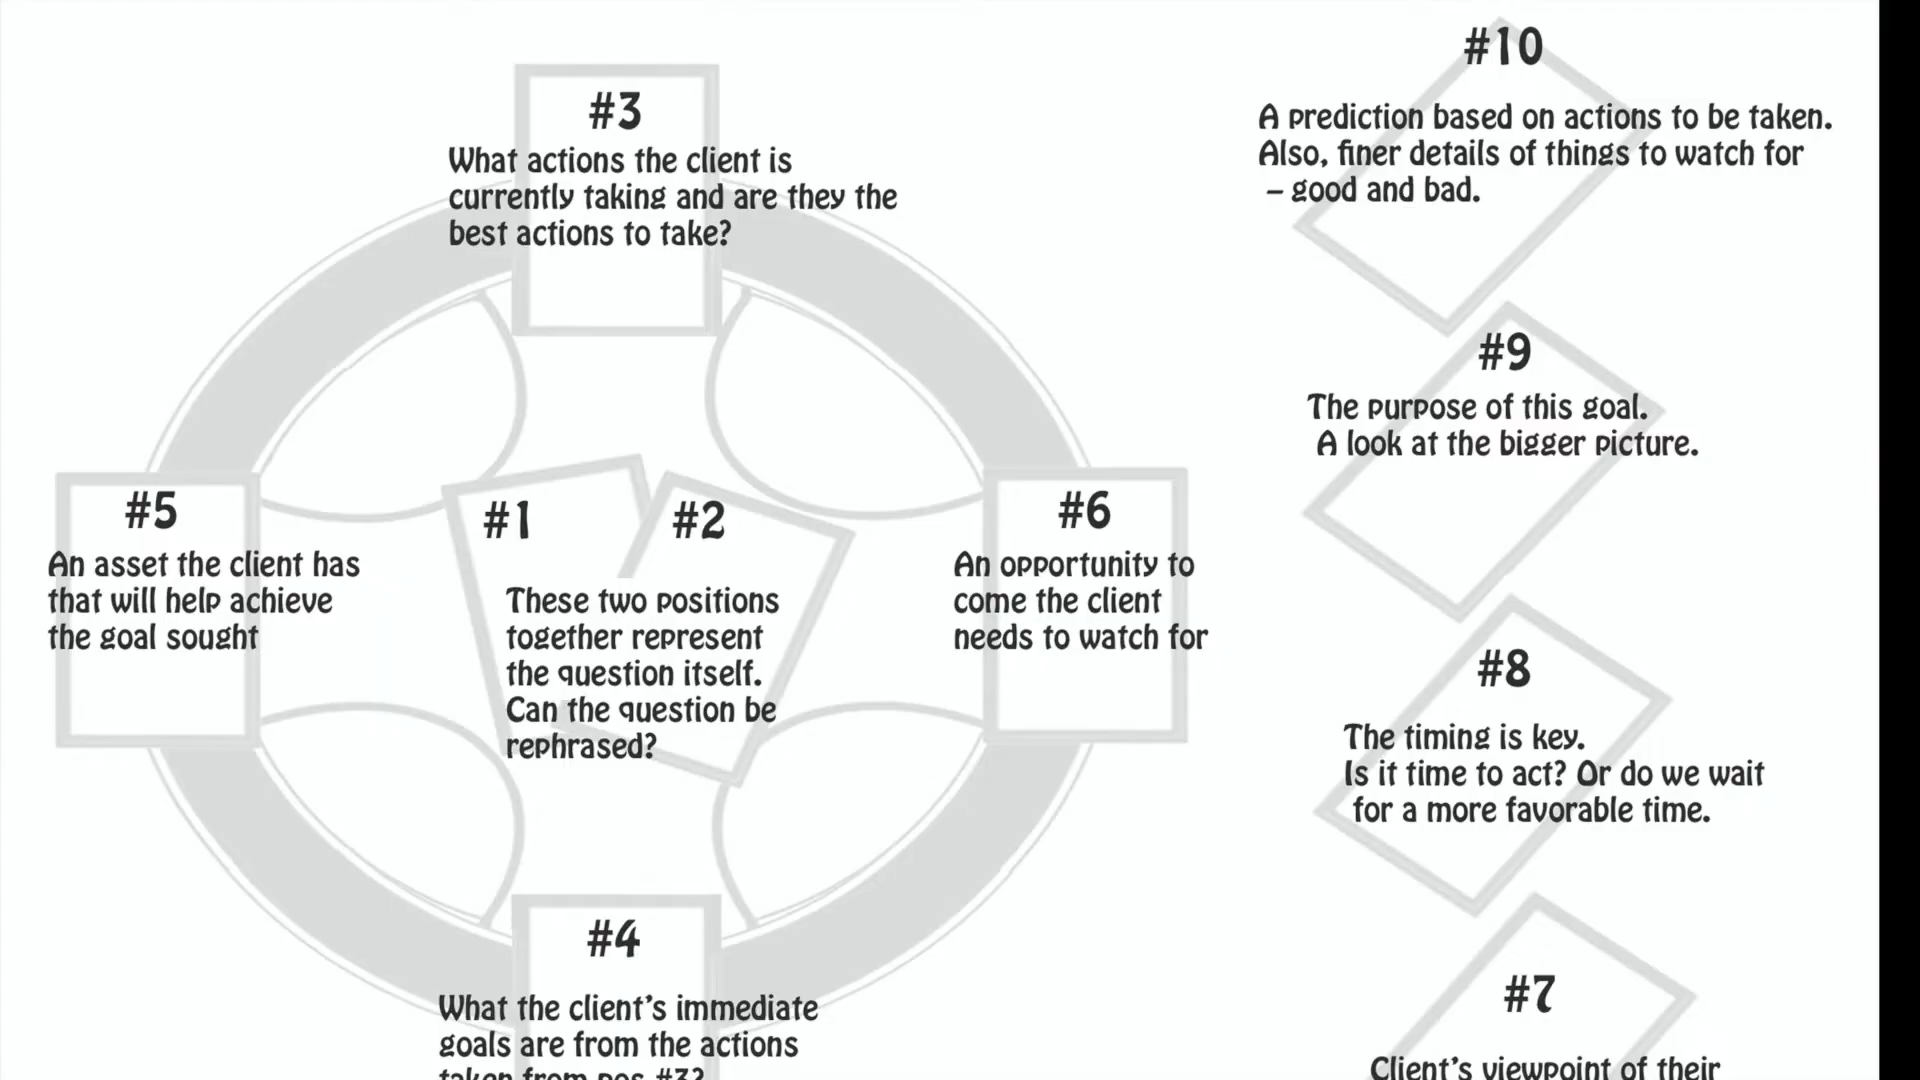 #3
What actions the client is
currently taking and are they the
best actions to take?
#5
An asset the client has
that will help achieve
the goal sought
#1
#2
These two positions
together represent
the question itself.
Can the question be
rephrased?
#6
An opportunity to
come the client
needs to watch for
#4
What the client's immediate
goals are from the actions
taken from pos #3?
#10
A prediction based on actions to be taken.
Also, finer details of things to watch for
– good and bad.
#9
The purpose of this goal.
A look at the bigger picture.
#8
The timing is key.
Is it time to act? Or do we wait
for a more favorable time.
#7
Client's viewpoint of their